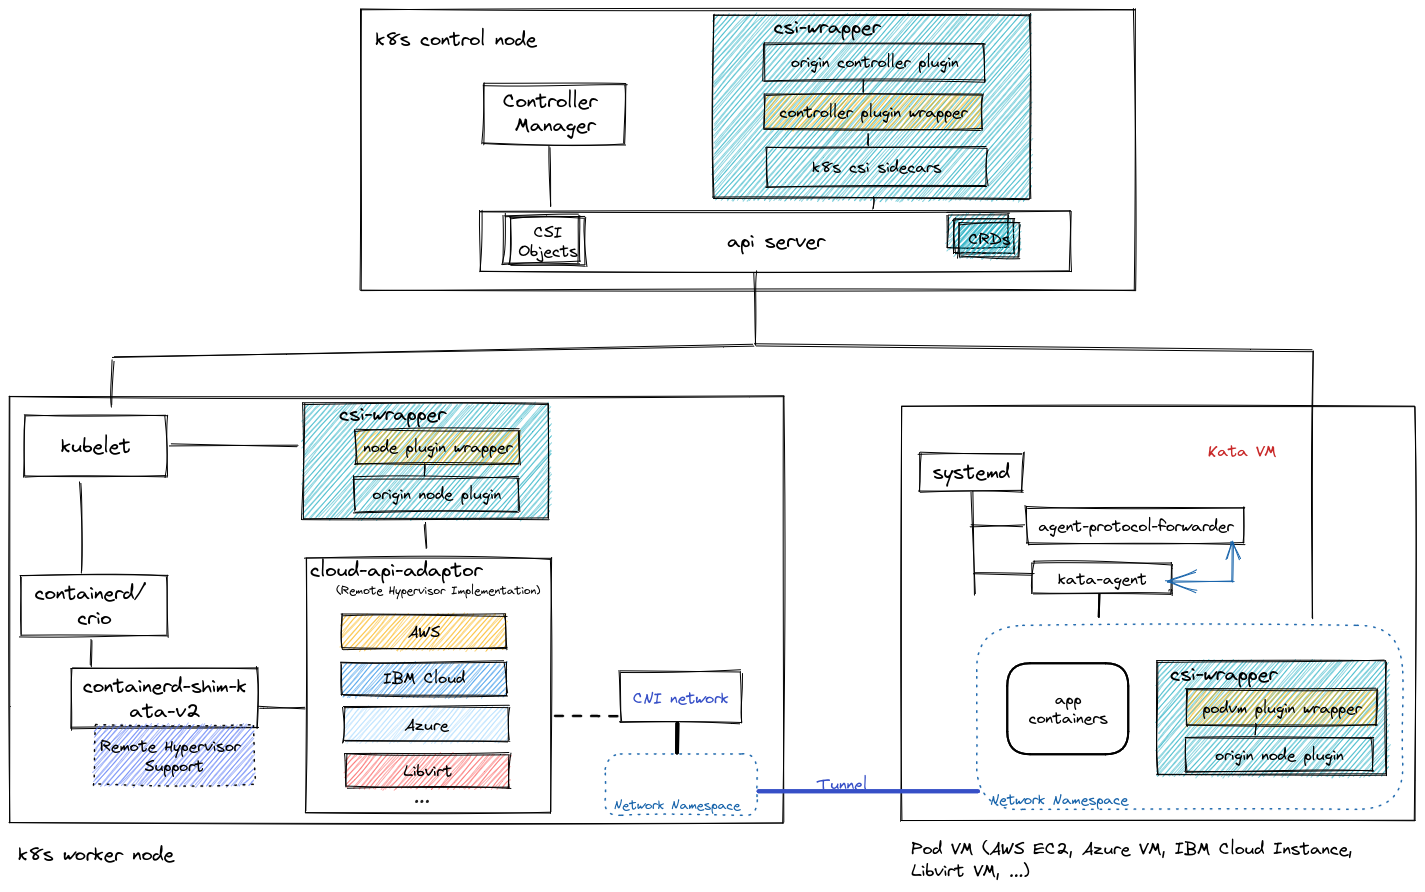 k8s control node
csi-wrapper
origin controller plugin
controller plugin wrapper
k8s csi sidecars
Controller
Manager
CSI
Objects
api server
CRDs
kubelet
csi-wrapper
node plugin wrapper
origin node plugin
containerd/
crio
containerd-shim-k
ata-v2
Remote Hypervisor
Support
cloud-api-adaptor
(Remote Hypervisor Implementation)
AWS
IBM Cloud
Azure
Libvirt
...
CNI network
Network Namespace
k8s worker node
Tunnel
Kata VM
systemd
agent-protocol-forwarder
kata-agent
app
containers
csi-wrapper
podvm plugin wrapper
origin node plugin
Network Namespace
Pod VM (AWS EC2, Azure VM, IBM Cloud Instance,
Libvirt VM, ...)